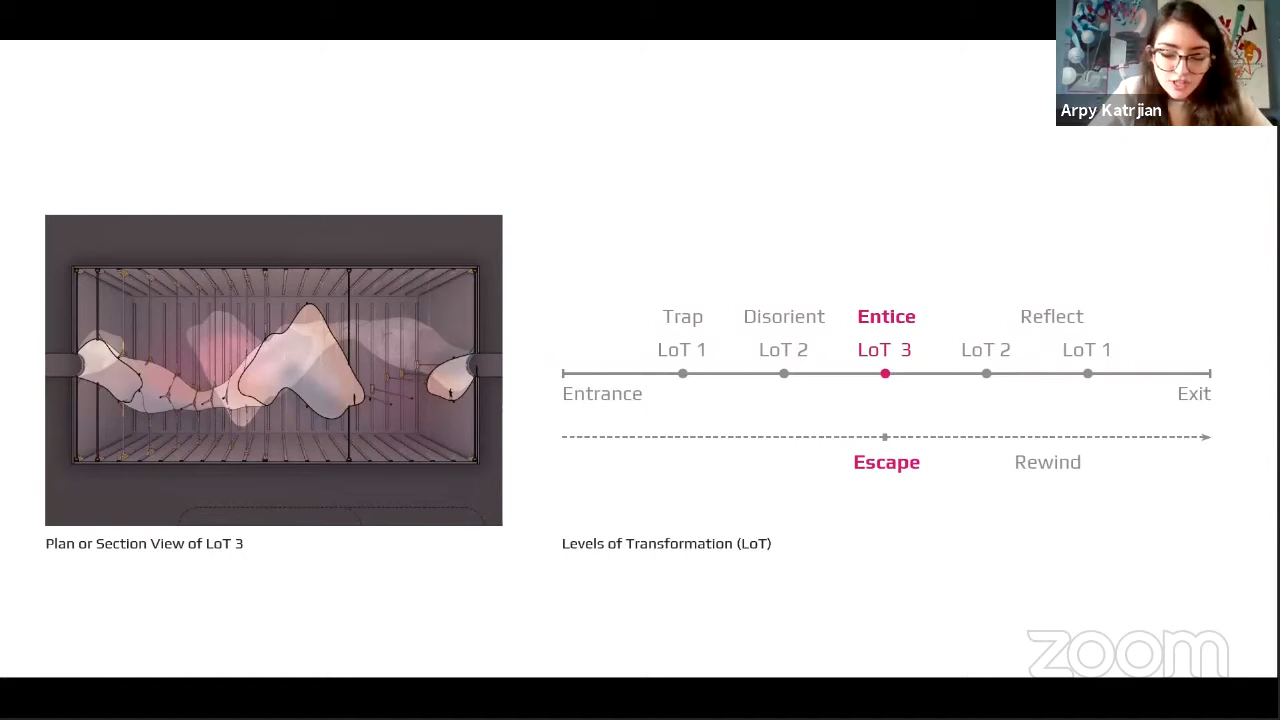 Arpy Katrjian
Trap Disorient Entice Reflect
LoT 1 LoT 2 LoT 3 LoT 2 LoT 1
Entrance Exit
Escape Rewind
Plan or Section View of LoT 3
Levels of Transformation (LoT)
zoom